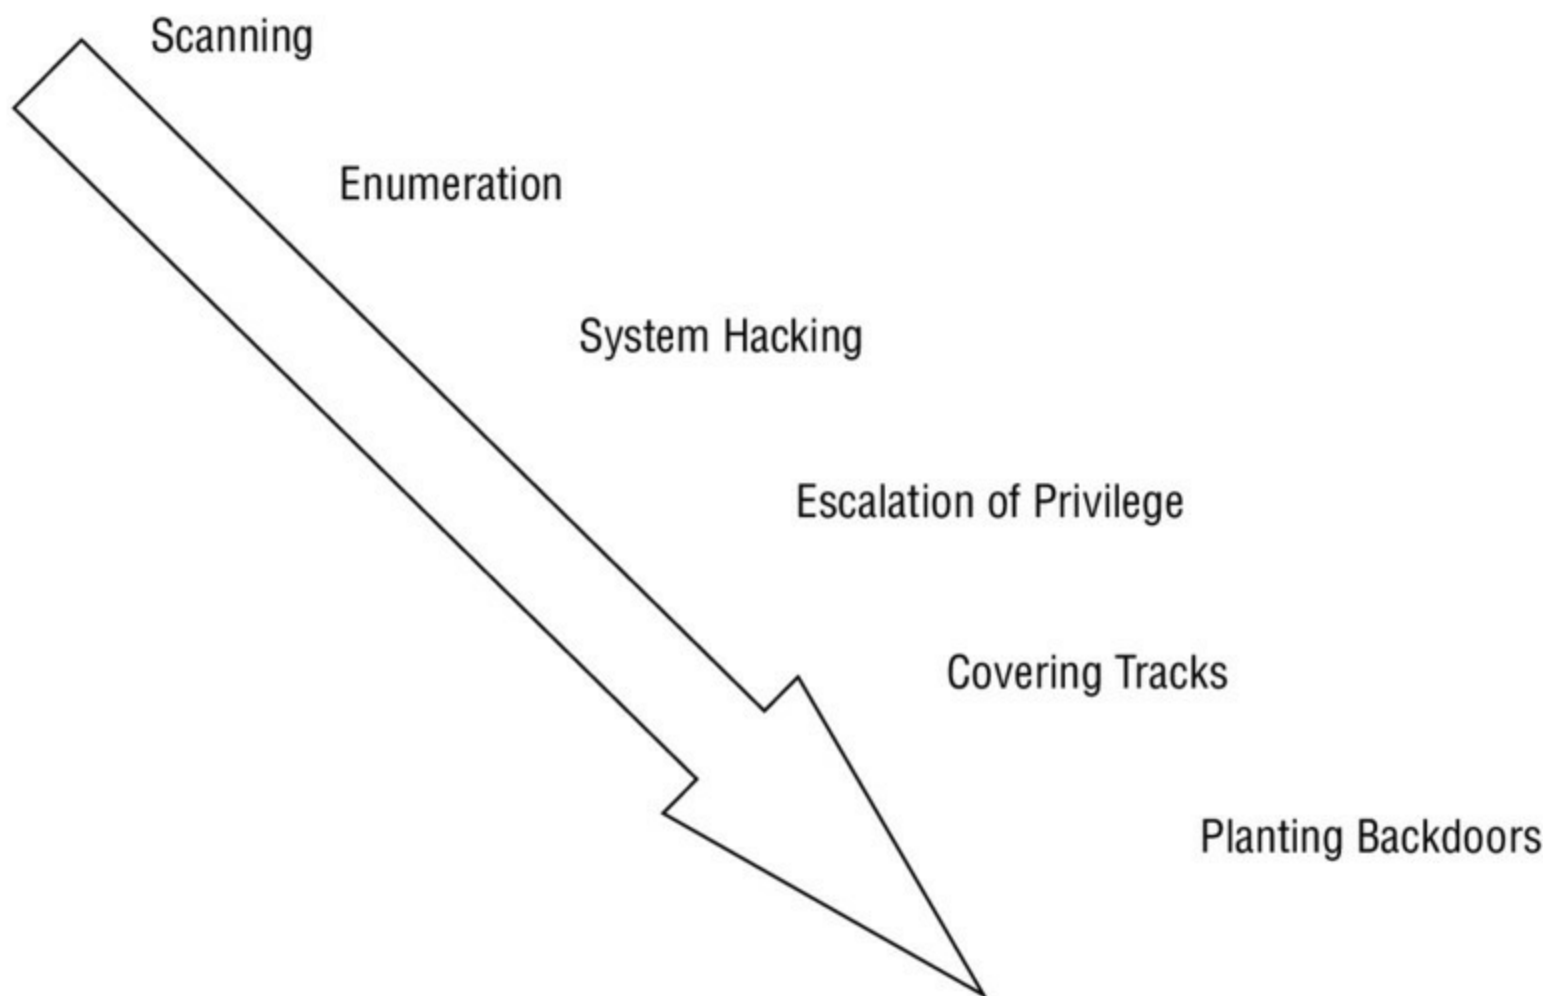 Scanning
Enumeration
System Hacking
Escalation of Privilege
Covering Tracks
Planting Backdoors